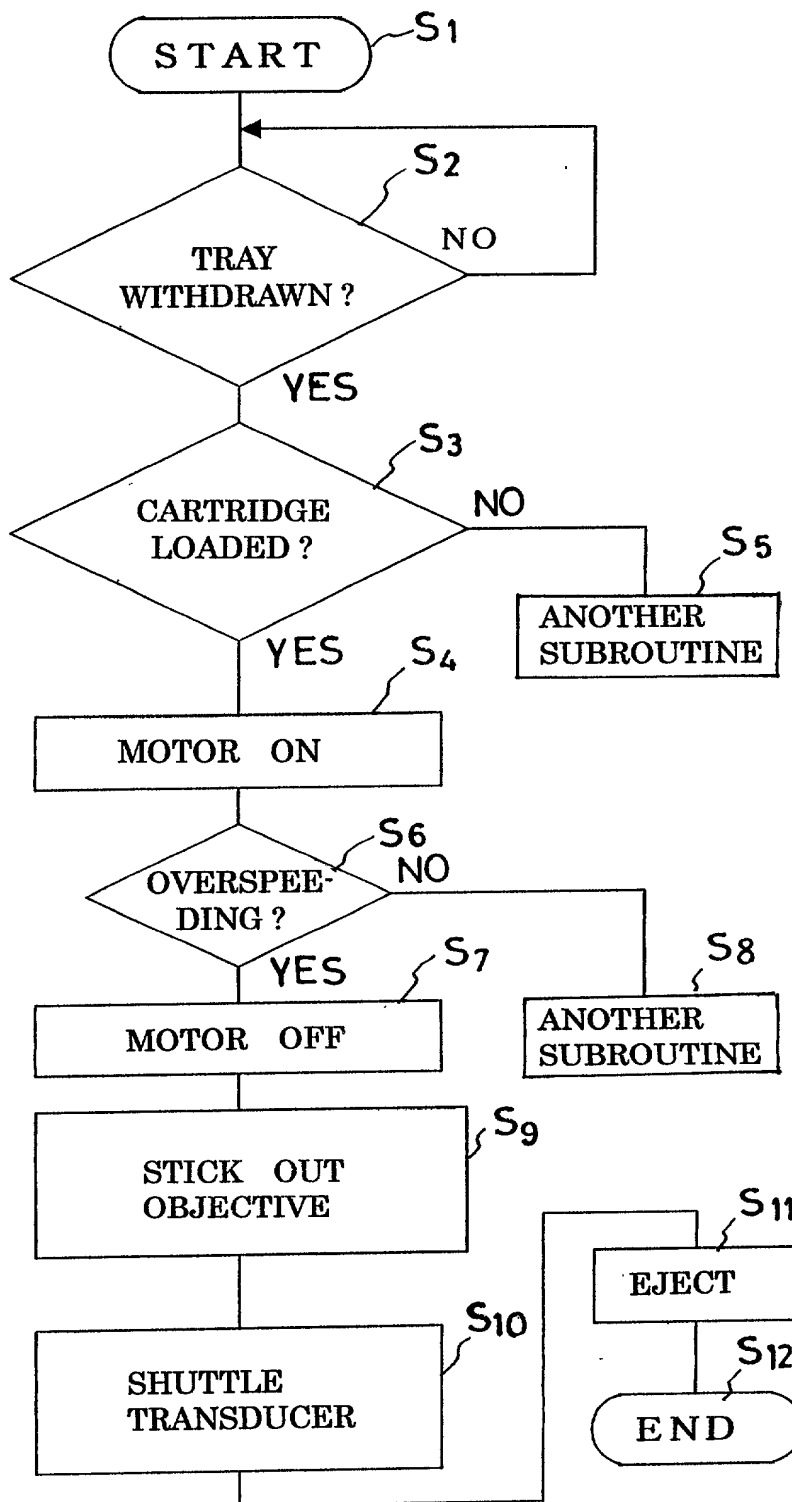 START
S1
S2
TRAY
WITHDRAWN ?
NO
YES
S3
CARTRIDGE
LOADED ?
NO
S5
ANOTHER
SUBROUTINE
YES
S4
MOTOR ON
S6
OVERSPEE-
DING ?
NO
YES
S7
MOTOR OFF
S8
ANOTHER
SUBROUTINE
S9
STICK OUT
OBJECTIVE
S10
SHUTTLE
TRANSDUCER
S11
EJECT
S12
END